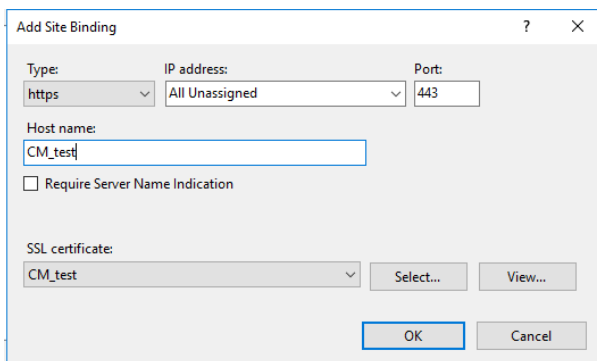 Add Site Binding
? ×
Type: IP address: Port:
https All Unassigned 443
Host name:
CM_test
Require Server Name Indication
SSL certificate:
CM_test Select... View...
OK Cancel